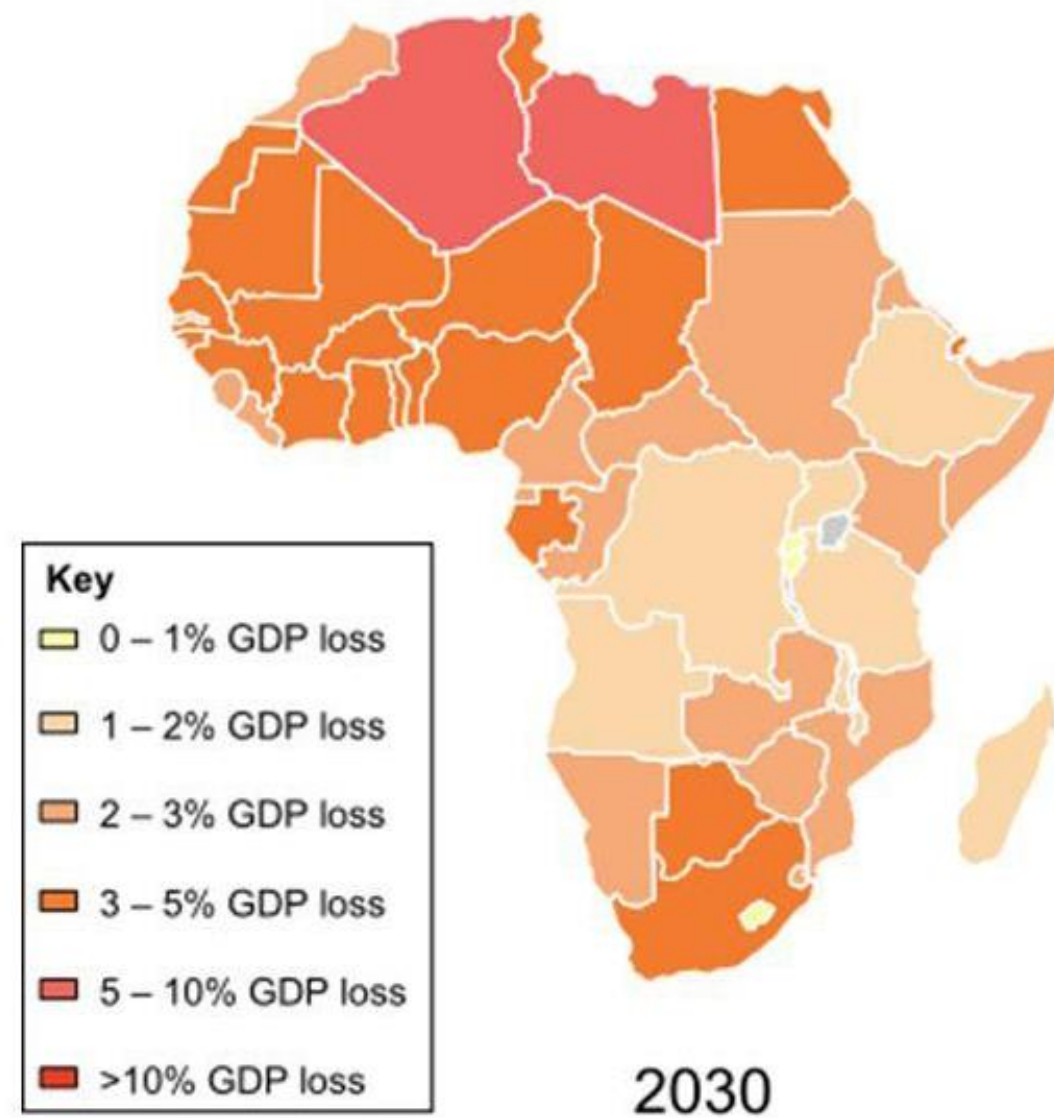 Key
0 – 1% GDP loss
1 – 2% GDP loss
2 – 3% GDP loss
3 – 5% GDP loss
5 – 10% GDP loss
>10% GDP loss
2030